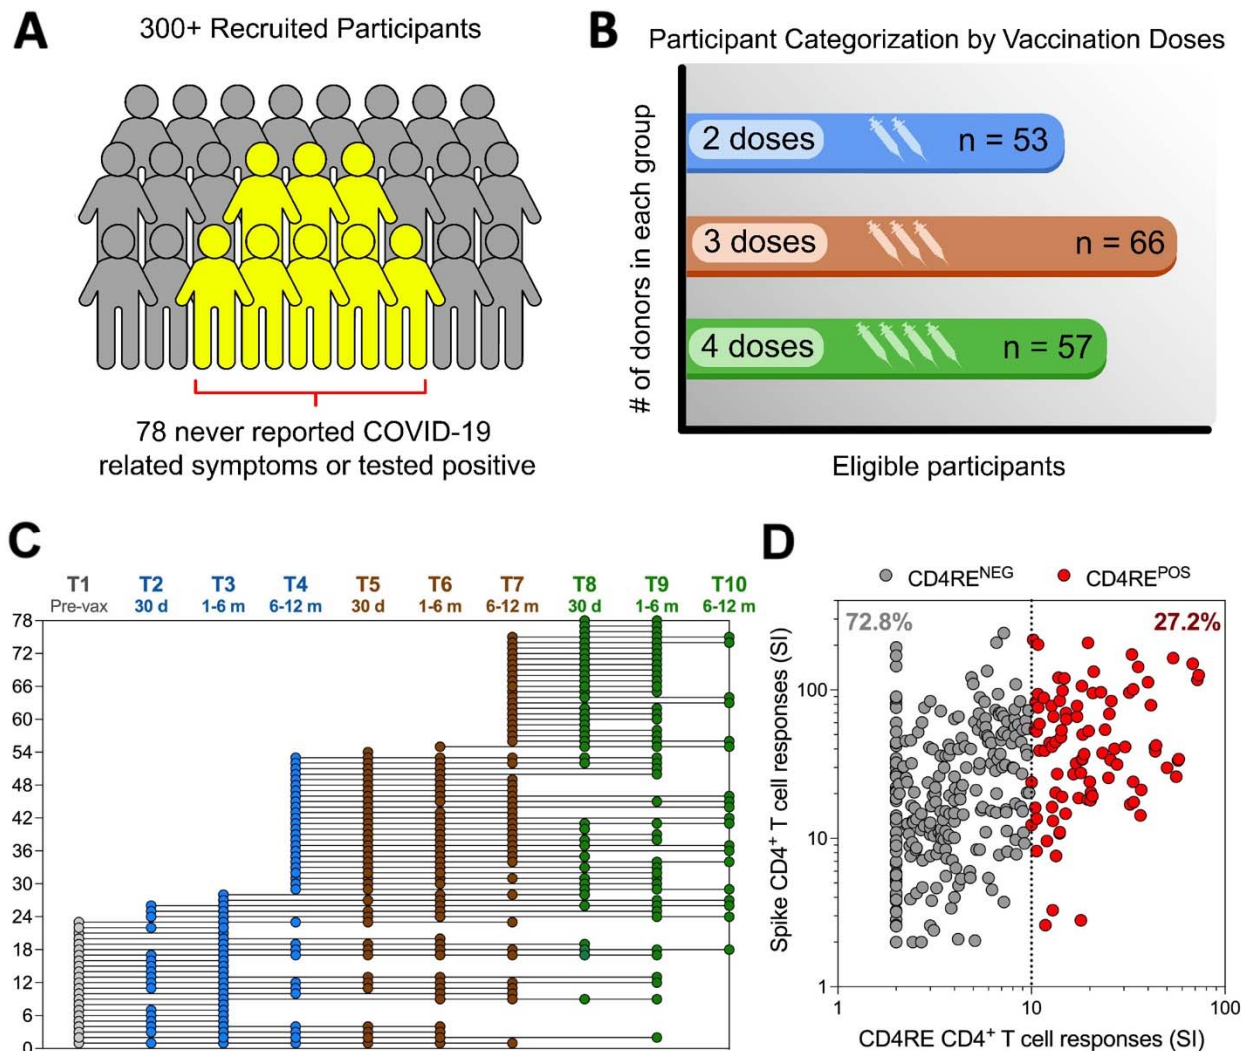 A
300+ Recruited Participants
78 never reported COVID-19
related symptoms or tested positive
B
Participant Categorization by Vaccination Doses
# of donors in each group
2 doses
n = 53
3 doses
n = 66
4 doses
n = 57
Eligible participants
C
T1 T2 T3 T4 T5 T6 T7 T8 T9 T10
Pre-vax 30 d 1-6 m 6-12 m 30 d 1-6 m 6-12 m 30 d 1-6 m 6-12 m
78
72
66
60
54
48
42
36
30
24
18
12
6
0
D
CD4RE^NEG CD4RE^POS
72.8% 27.2%
Spike CD4⁺ T cell responses (SI)
100
10
1
1 10 100
CD4RE CD4⁺ T cell responses (SI)